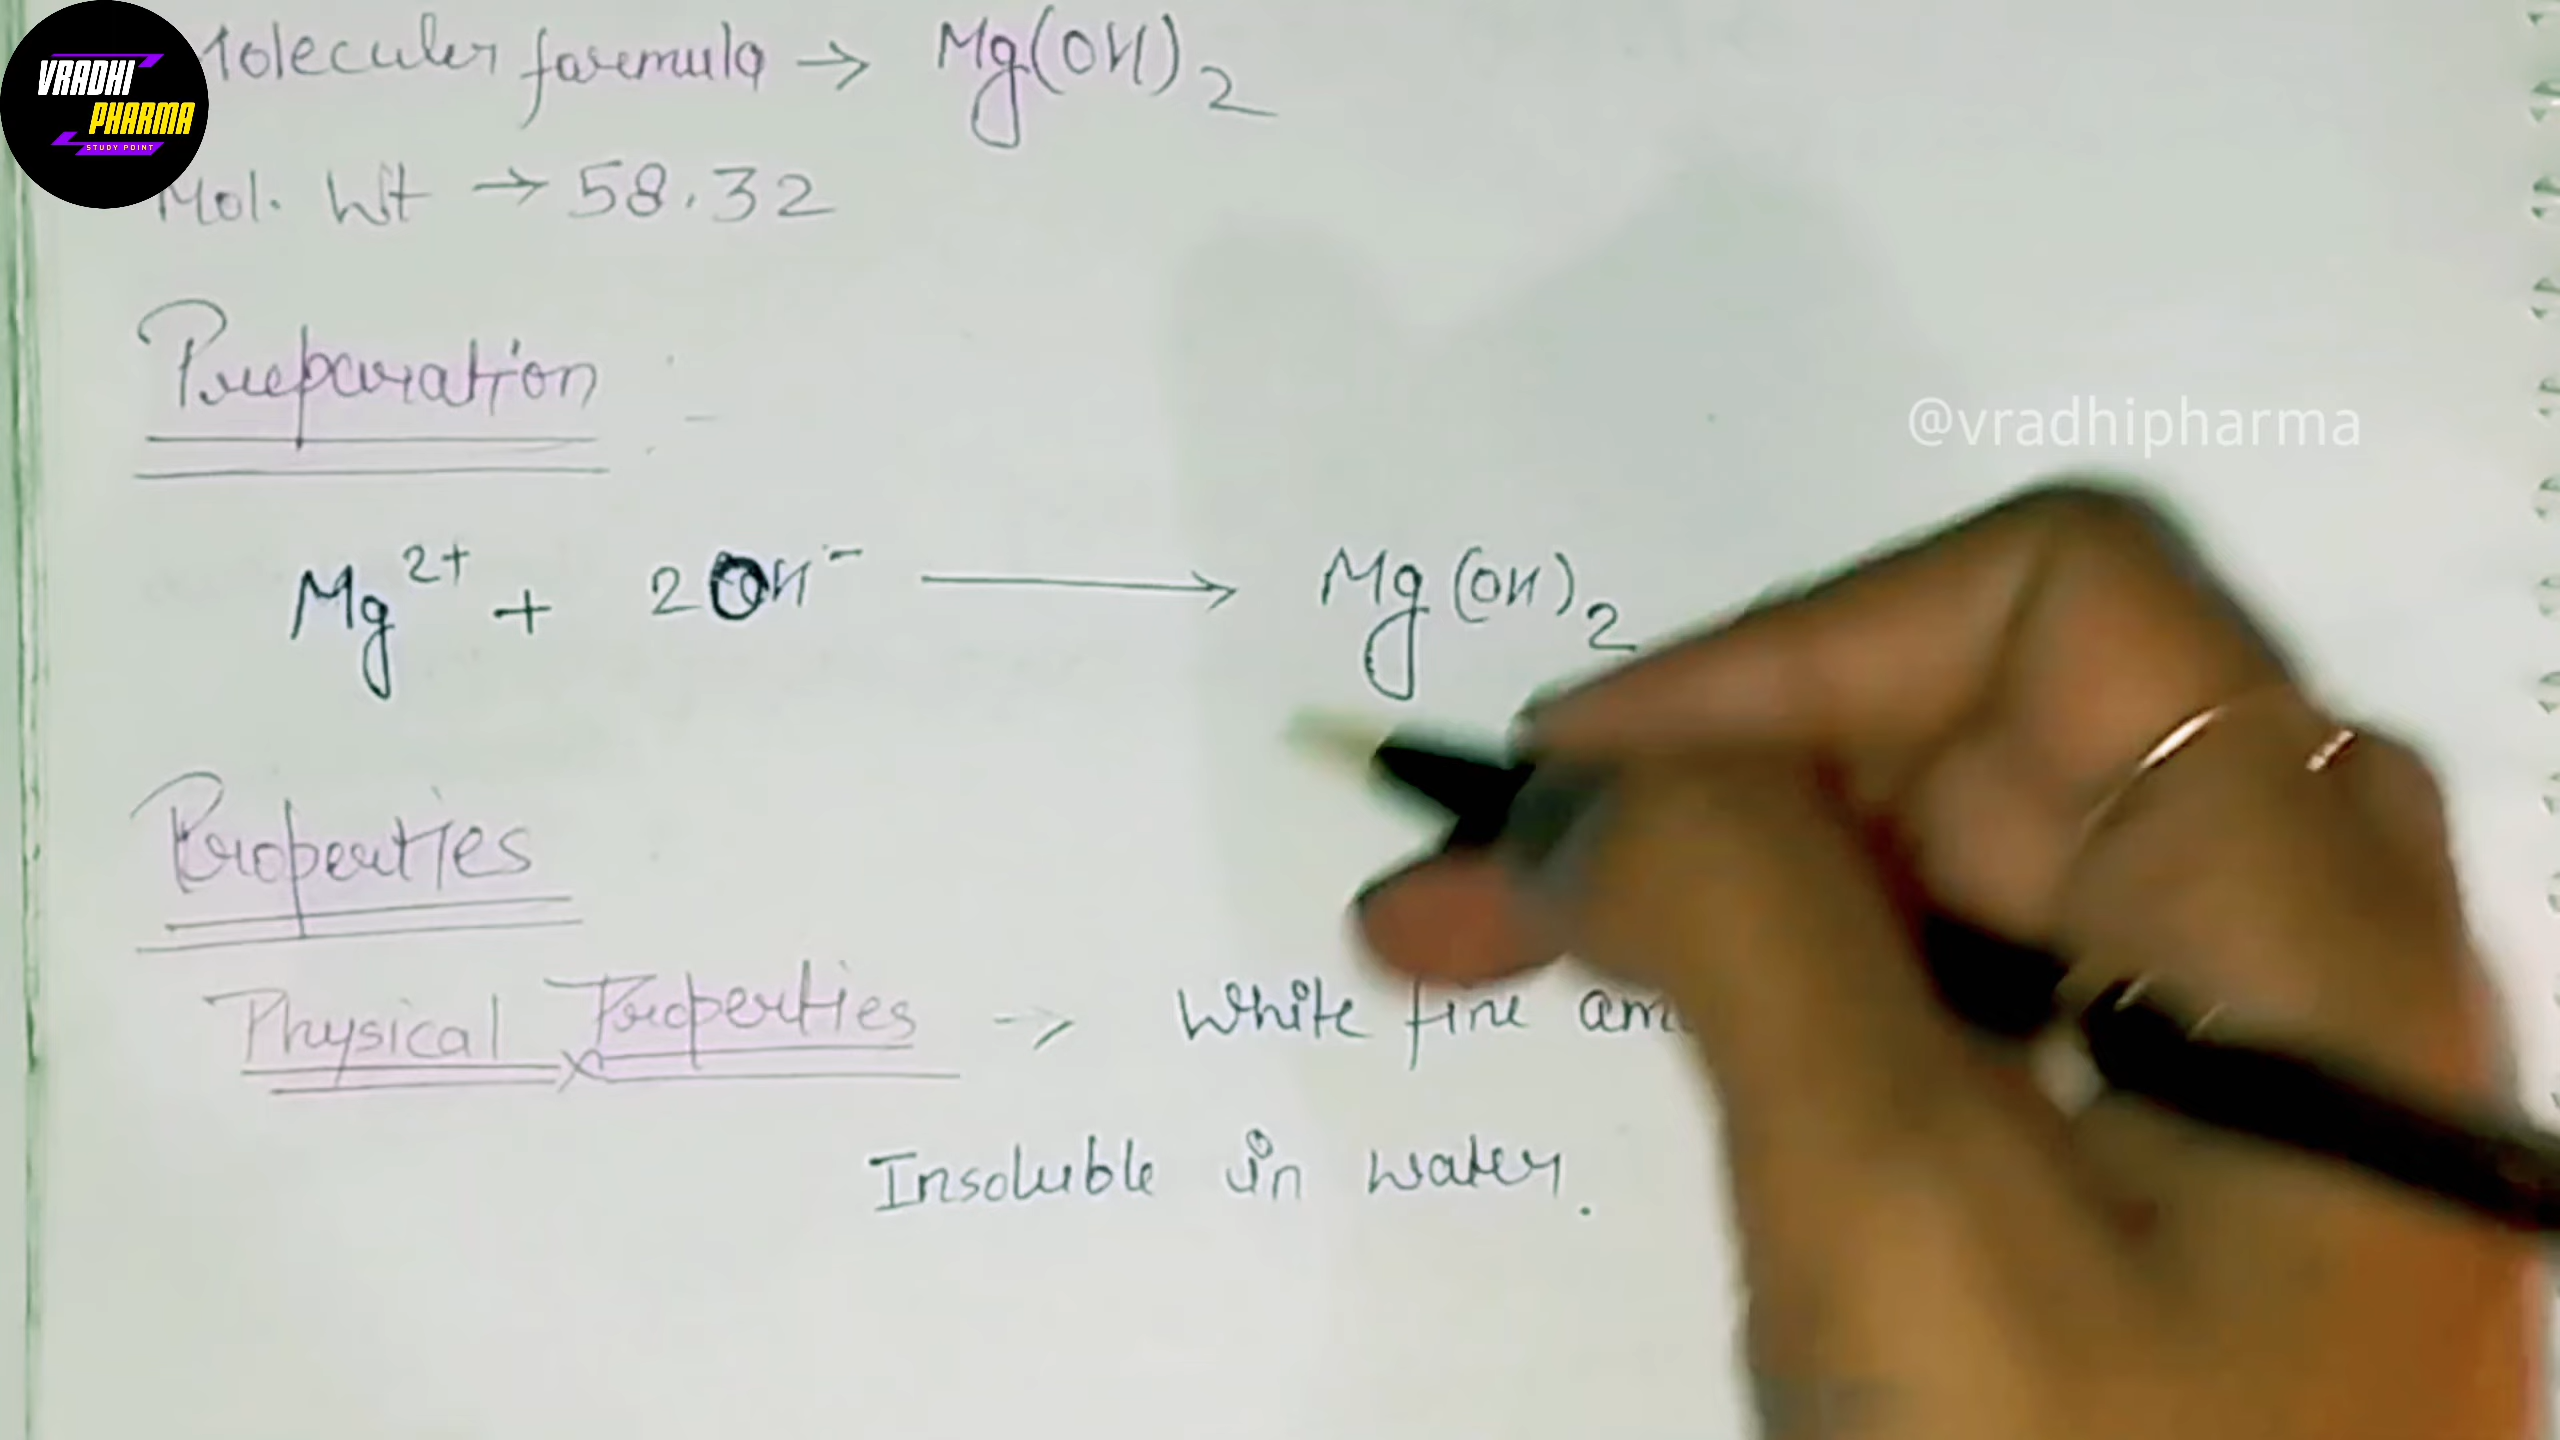 VRADHI
PHARMA
STUDY POINT
Molecular formula → Mg(OH)2
Mol. Wt → 58.32
Preparation
@vradhipharma
Mg2+ + 2OH- → Mg(OH)2
Properties
Physical Properties → White fine
Insoluble in water.